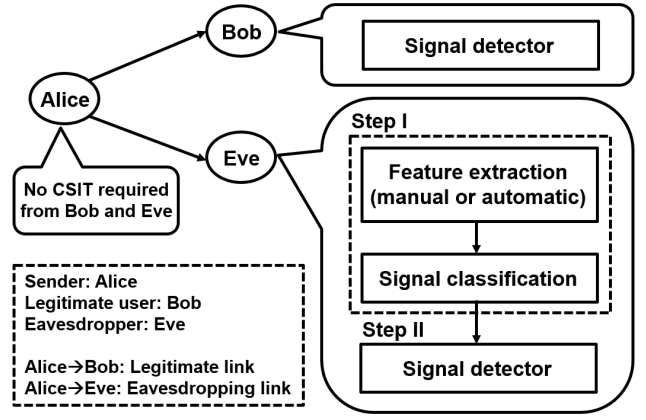 Bob
Signal detector
Alice
Eve
No CSIT required
from Bob and Eve
Step I
Feature extraction
(manual or automatic)
Signal classification
Step II
Signal detector
Sender: Alice
Legitimate user: Bob
Eavesdropper: Eve
Alice→Bob: Legitimate link
Alice→Eve: Eavesdropping link